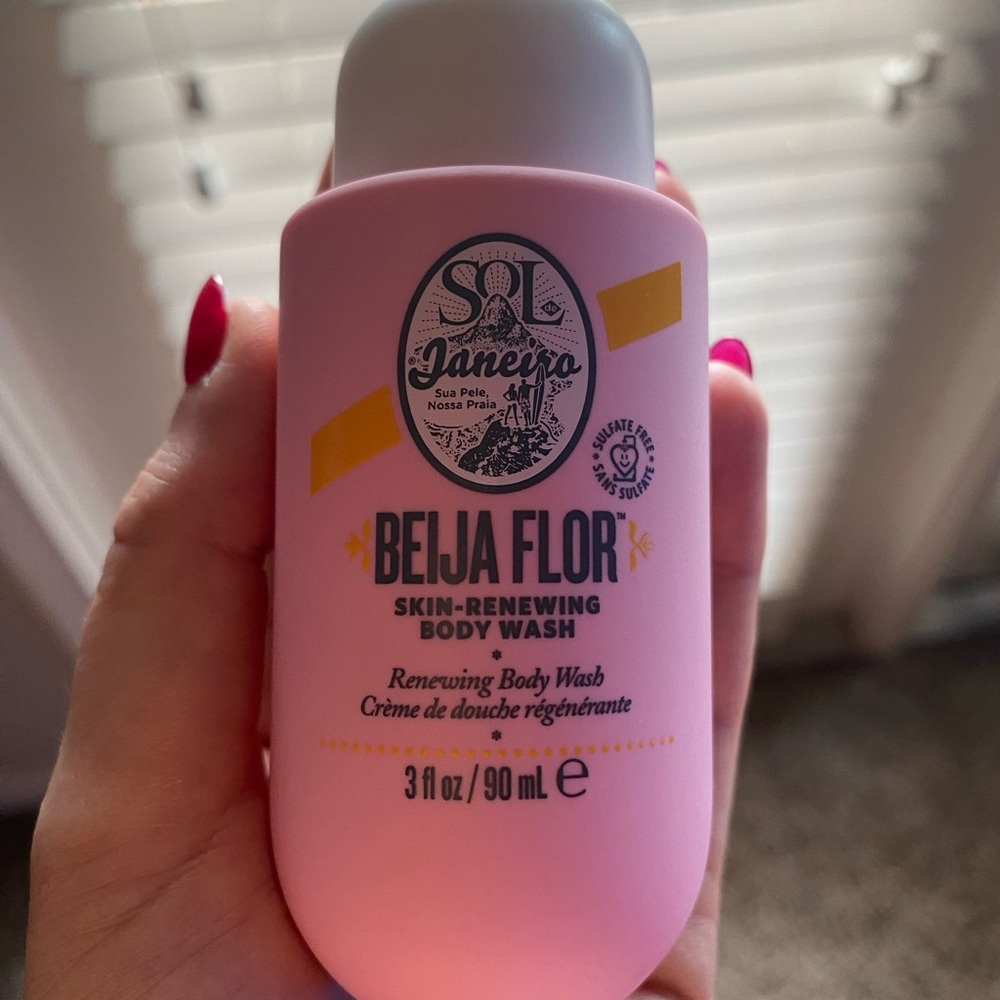 SOL
de
Janeiro
®
Sua Pele,
Nossa Praia
SULFATE FREE
SANS SULFATE
BEIJA FLOR™
SKIN-RENEWING
BODY WASH
Renewing Body Wash
Crème de douche régénérante
3 fl oz / 90 mL ℮